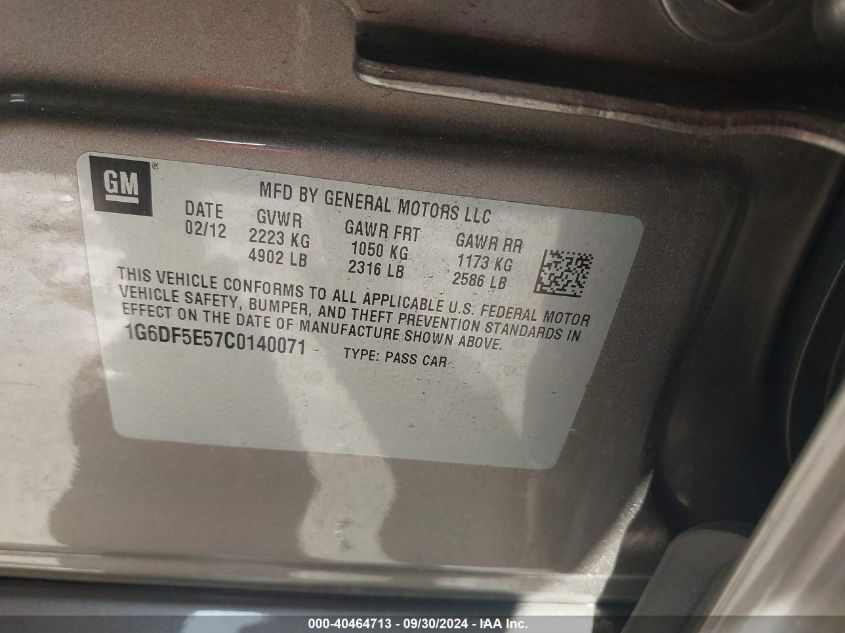 GM®
MFD BY GENERAL MOTORS LLC
DATE GVWR GAWR FRT GAWR RR
02/12 2223 KG 1050 KG 1173 KG
4902 LB 2316 LB 2586 LB
THIS VEHICLE CONFORMS TO ALL APPLICABLE U.S. FEDERAL MOTOR
VEHICLE SAFETY, BUMPER, AND THEFT PREVENTION STANDARDS IN
EFFECT ON THE DATE OF MANUFACTURE SHOWN ABOVE.
1G6DF5E57C0140071 TYPE: PASS CAR
000-40464713 - 09/30/2024 - IAA Inc.